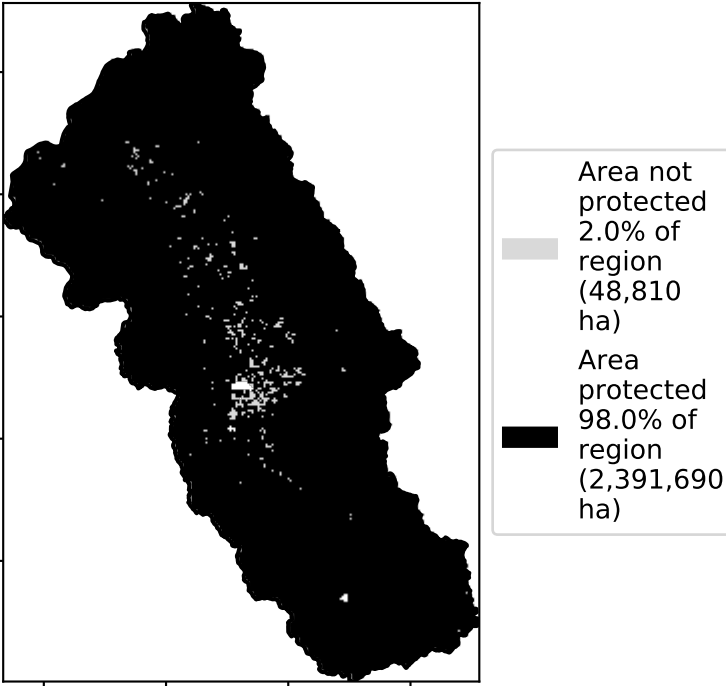 Area not
protected
2.0% of
region
(48,810
ha)
Area
protected
98.0% of
region
(2,391,690
ha)